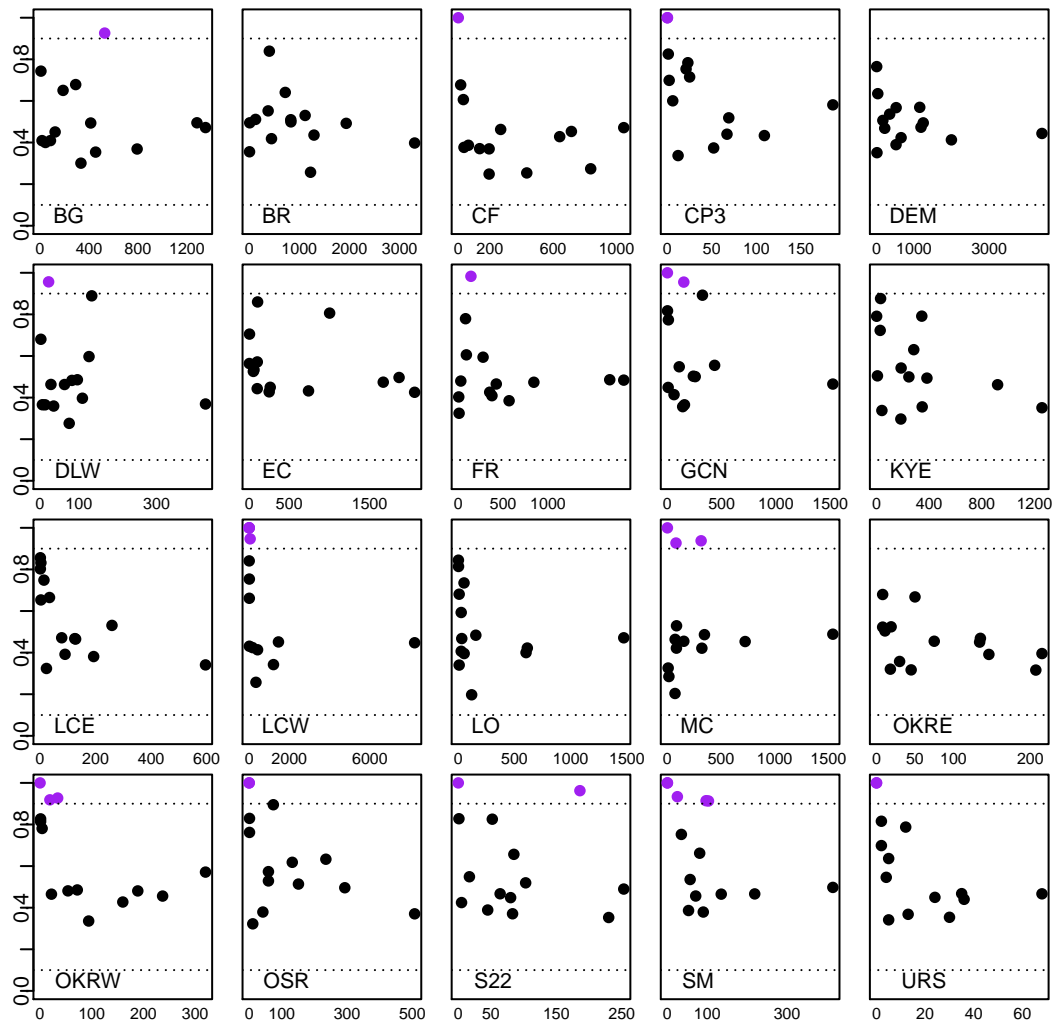 0.8
0.4
0.0
BG
BR
CF
CP3
DEM
0 400 1200
0 1000 2000 3000
0 200 600 1000
0 50 100 150
0 1000 3000
0.8
0.4
0.0
DLW
EC
FR
GCN
KYE
0 100 300
0 500 1500
0 500 1000
0 500 1000 1500
0 400 800 1200
0.8
0.4
0.0
LCE
LCW
LO
MC
OKRE
0 200 400 600
0 2000 6000
0 500 1000 1500
0 500 1000 1500
0 50 100 200
0.8
0.4
0.0
OKRW
OSR
S22
SM
URS
0 100 200 300
0 100 300 500
0 50 150 250
0 100 300
0 20 40 60